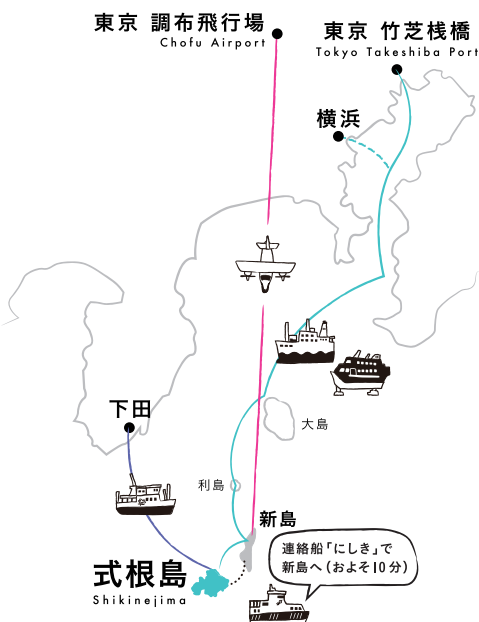 東京 調布飛行場
Chofu Airport
東京 竹芝桟橋
Tokyo Takeshiba Port
横浜
下田
大島
利島
新島
式根島
Shikinejima
連絡船「にしき」で
新島へ(およそ10分)